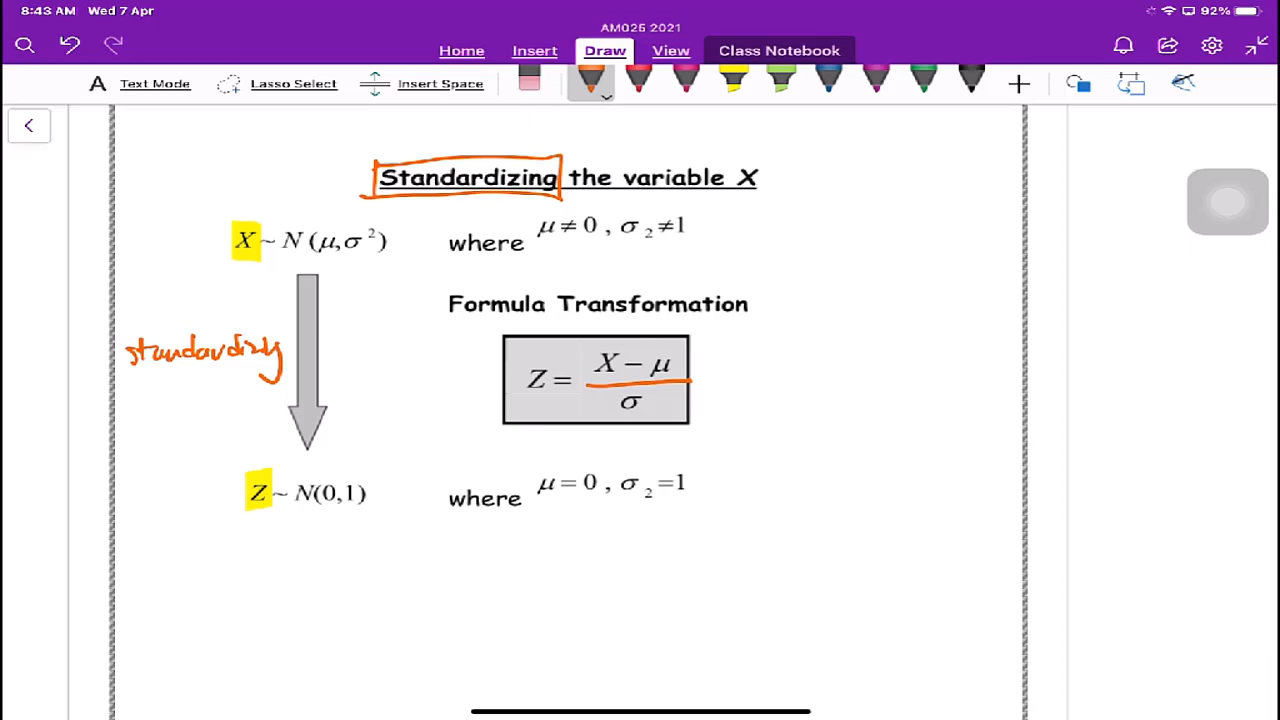 8:43 AM Wed 7 Apr
92%
AM025 2021
Home Insert Draw View Class Notebook
A Text Mode Lasso Select Insert Space
Standardizing the variable X
X ~ N (μ,σ²) where μ ≠ 0 , σ₂ ≠1
Formula Transformation
standardizing
Z = (X − μ) / σ
Z ~ N(0,1) where μ = 0 , σ₂ =1